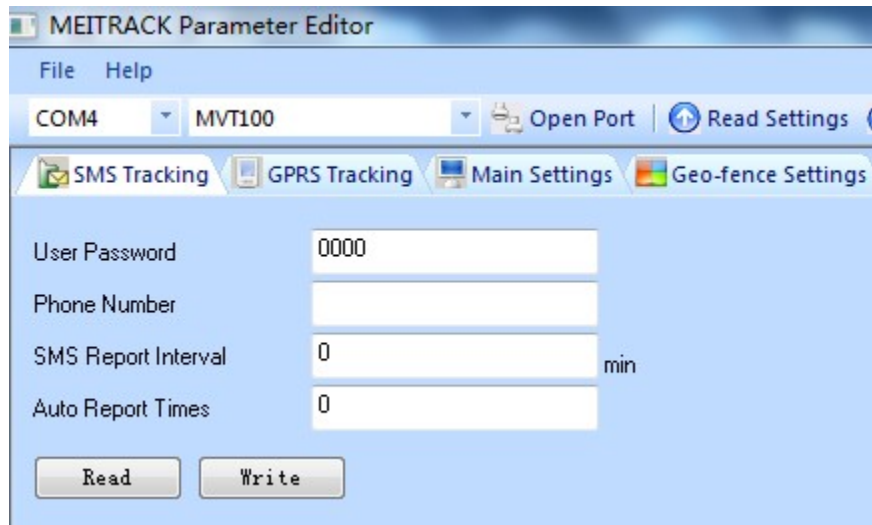 MEITRACK Parameter Editor
File Help
COM4 MVT100 Open Port Read Settings
SMS Tracking GPRS Tracking Main Settings Geo-fence Settings
User Password 0000
Phone Number
SMS Report Interval 0 min
Auto Report Times 0
Read Write